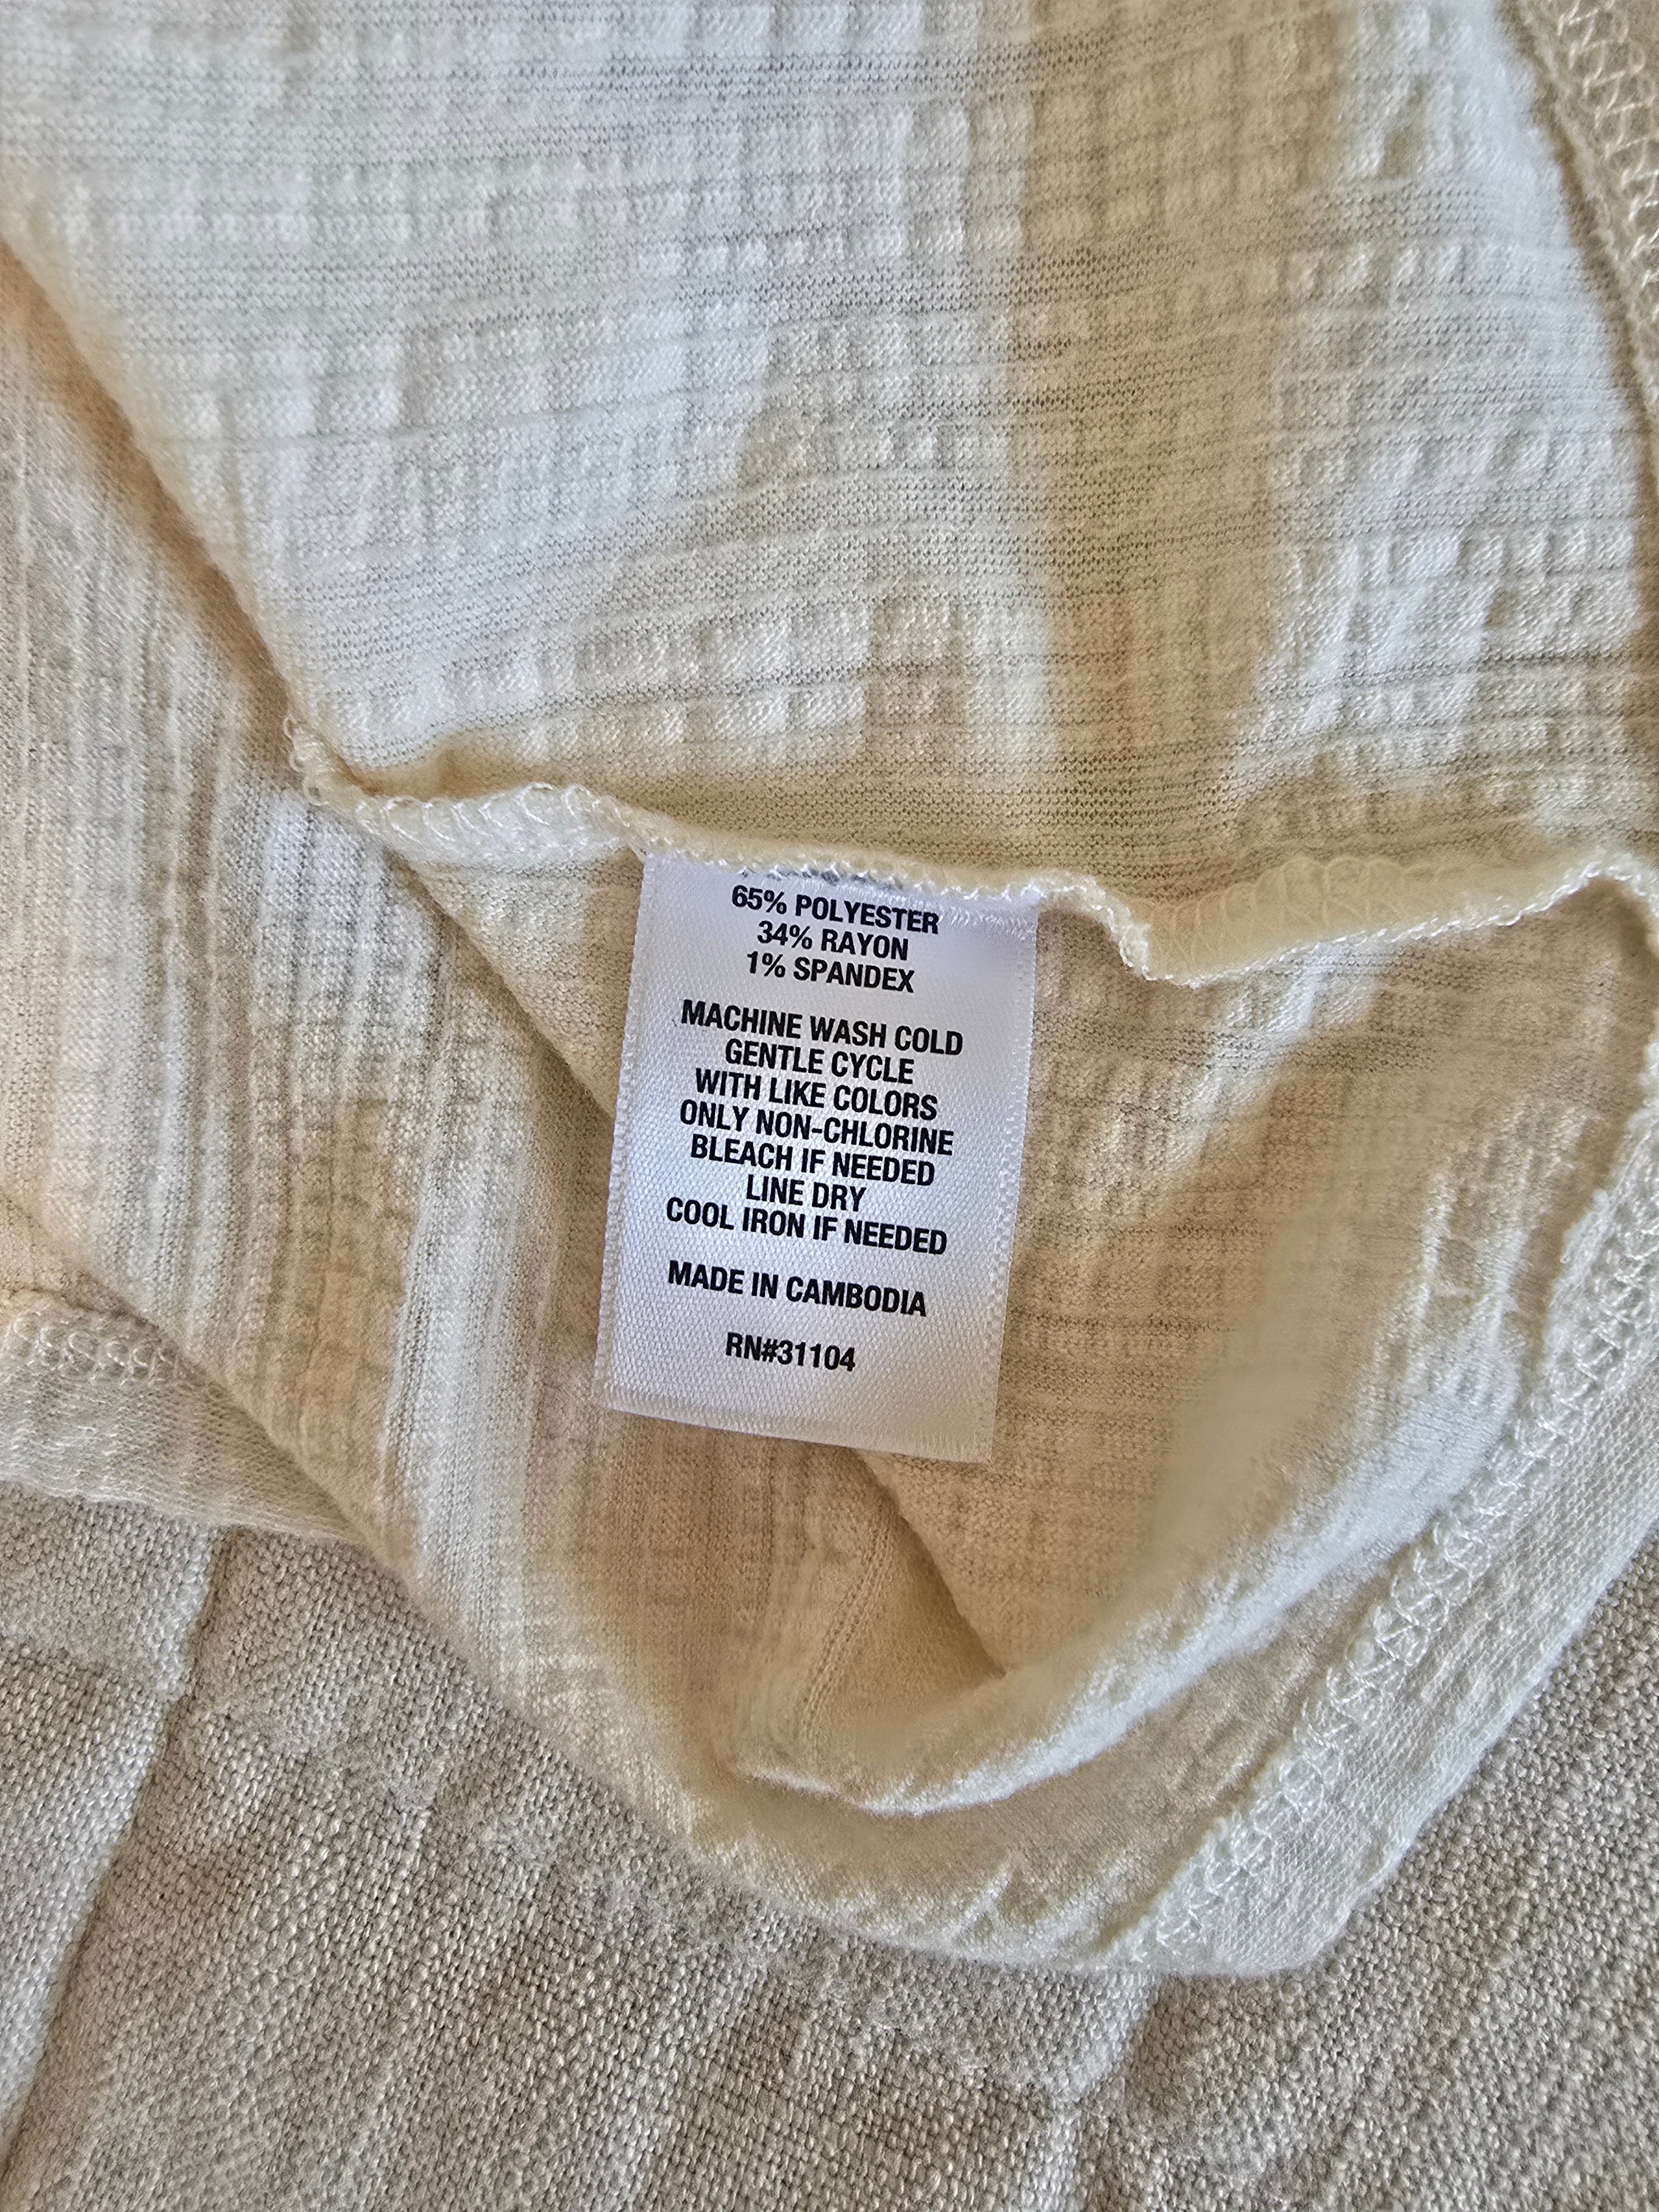 65% POLYESTER
34% RAYON
1% SPANDEX
MACHINE WASH COLD
GENTLE CYCLE
WITH LIKE COLORS
ONLY NON-CHLORINE
BLEACH IF NEEDED
LINE DRY
COOL IRON IF NEEDED
MADE IN CAMBODIA
RN#31104